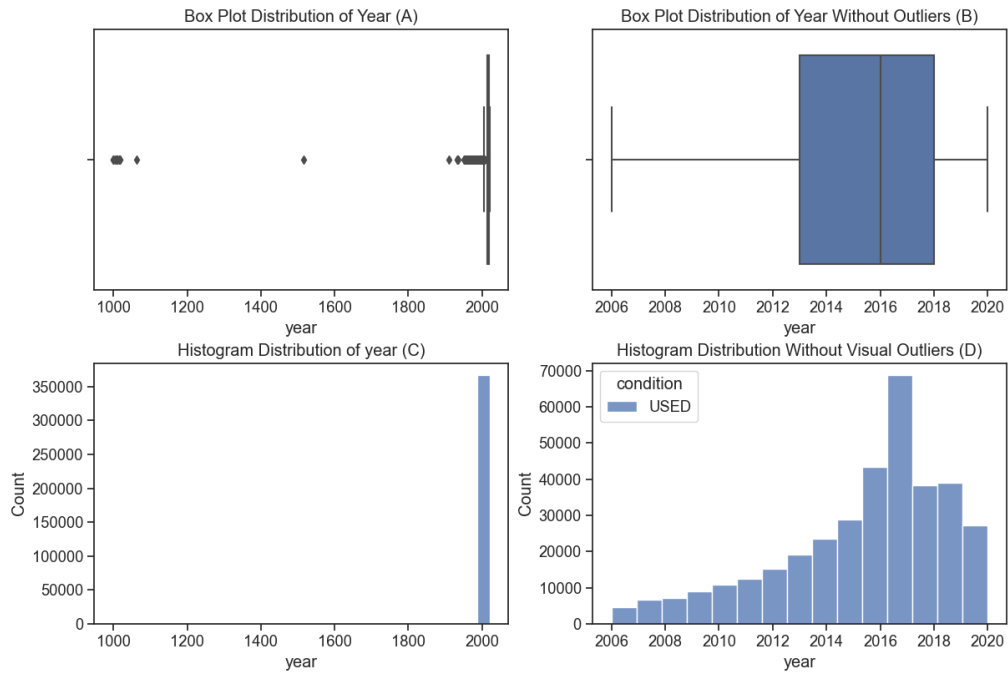 Box Plot Distribution of Year (A)
1000 1200 1400 1600 1800 2000
year
Box Plot Distribution of Year Without Outliers (B)
2006 2008 2010 2012 2014 2016 2018 2020
year
Histogram Distribution of year (C)
350000
300000
250000
200000
150000
100000
50000
0
Count
1000 1200 1400 1600 1800 2000
year
Histogram Distribution Without Visual Outliers (D)
condition
USED
70000
60000
50000
40000
30000
20000
10000
0
Count
2006 2008 2010 2012 2014 2016 2018 2020
year